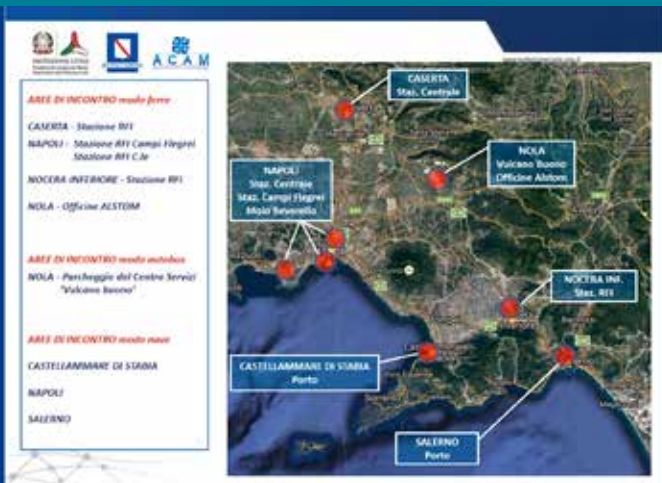 ACAM
AREE DI INCONTRO modo ferro
CASERTA - Stazione RFI
NAPOLI - Stazione RFI Campi Flegrei
Stazione RFI C.le
NOCERA INFERIORE - Stazione RFI
NOLA - Officine ALSTOM
AREE DI INCONTRO modo autobus
NOLA - Parcheggio del Centro Servizi
"Vulcano Buono"
AREE DI INCONTRO modo nave
CASTELLAMMARE DI STABIA
NAPOLI
SALERNO
CASERTA
Staz. Centrale
NOLA
Vulcano Buono
Officine Alstom
NAPOLI
Staz. Centrale
Staz. Campi Flegrei
Molo Beverello
NOCERA INF.
Staz. RFI
CASTELLAMMARE DI STABIA
Porto
SALERNO
Porto